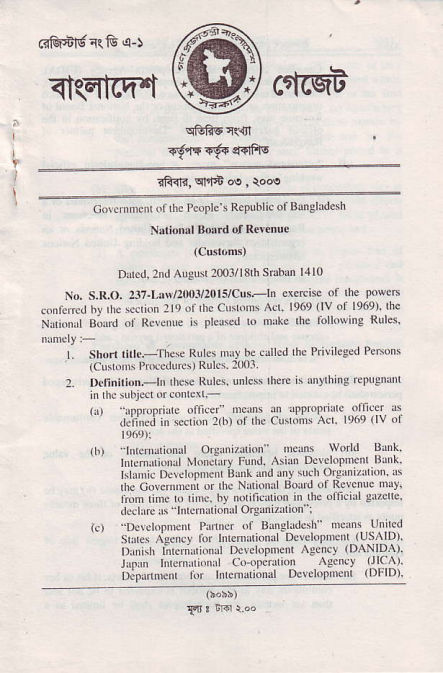 রেজিস্টার্ড নং ডি এ-১
গণপ্রজাতন্ত্রী বাংলাদেশ
সরকার
বাংলাদেশ গেজেট
অতিরিক্ত সংখ্যা
কর্তৃপক্ষ কর্তৃক প্রকাশিত
রবিবার, আগস্ট ০৩, ২০০৩
Government of the People's Republic of Bangladesh
National Board of Revenue
(Customs)
Dated, 2nd August 2003/18th Sraban 1410
No. S.R.O. 237-Law/2003/2015/Cus.—In exercise of the powers
conferred by the section 219 of the Customs Act, 1969 (IV of 1969), the
National Board of Revenue is pleased to make the following Rules,
namely :—
1. Short title.—These Rules may be called the Privileged Persons
(Customs Procedures) Rules, 2003.
2. Definition.—In these Rules, unless there is anything repugnant
in the subject or context,—
(a) "appropriate officer" means an appropriate officer as
defined in section 2(b) of the Customs Act, 1969 (IV of
1969);
(b) "International Organization" means World Bank,
International Monetary Fund, Asian Development Bank,
Islamic Development Bank and any such Organization, as
the Government or the National Board of Revenue may,
from time to time, by notification in the official gazette,
declare as "International Organization";
(c) "Development Partner of Bangladesh" means United
States Agency for International Development (USAID),
Danish International Development Agency (DANIDA),
Japan International Co-operation Agency (JICA),
Department for International Development (DFID),
(৯০৯৯)
মূল্য ঃ টাকা ২.০০